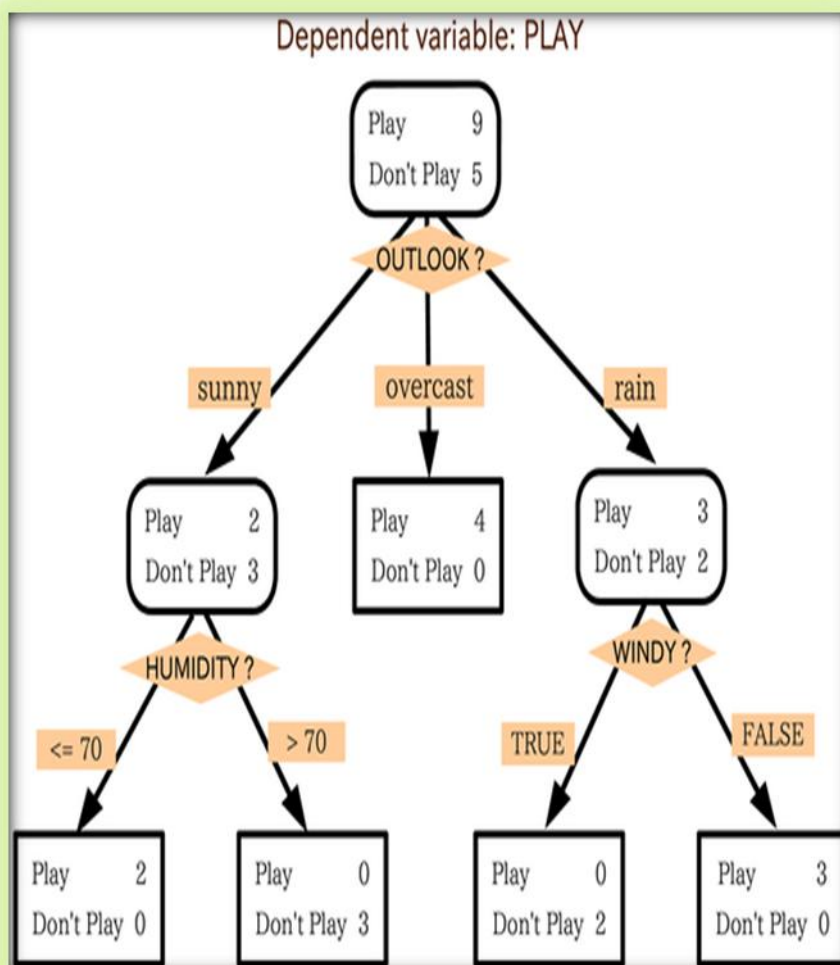 Dependent variable: PLAY
Play 9
Don't Play 5
OUTLOOK ?
sunny
overcast
rain
Play 2
Don't Play 3
Play 4
Don't Play 0
Play 3
Don't Play 2
HUMIDITY ?
WINDY ?
<= 70
> 70
TRUE
FALSE
Play 2
Don't Play 0
Play 0
Don't Play 3
Play 0
Don't Play 2
Play 3
Don't Play 0